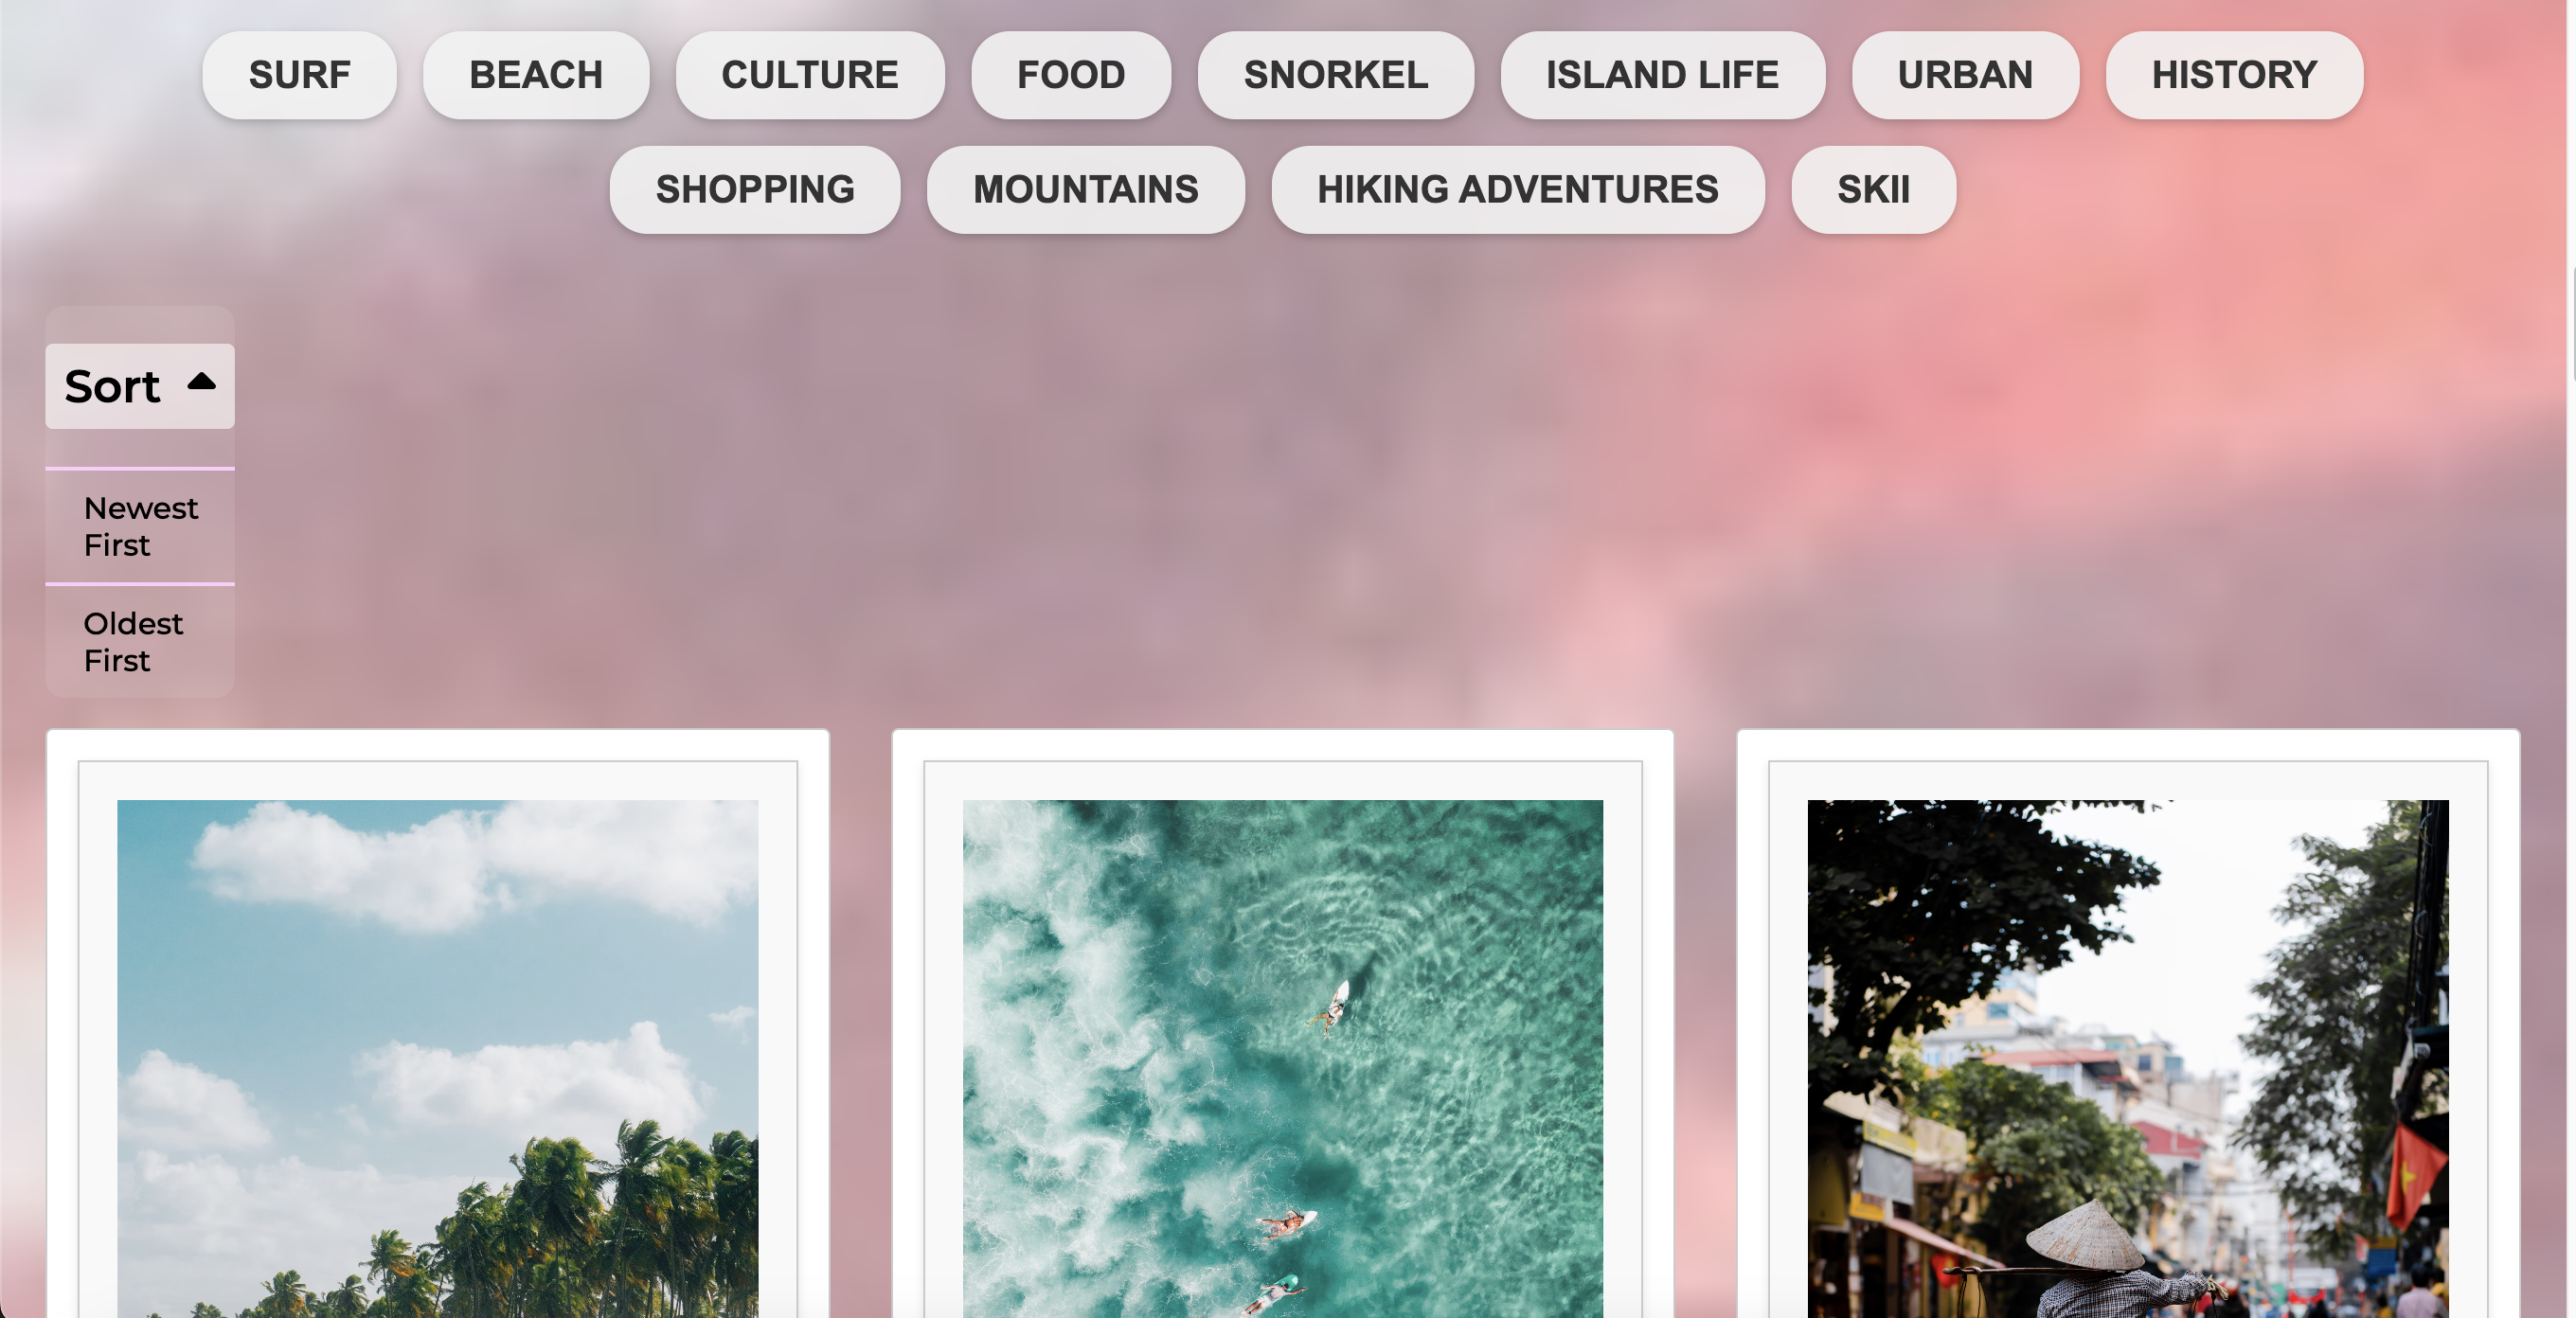 SURF BEACH CULTURE FOOD SNORKEL ISLAND LIFE URBAN HISTORY
SHOPPING MOUNTAINS HIKING ADVENTURES SKII
Sort
Newest
First
Oldest
First